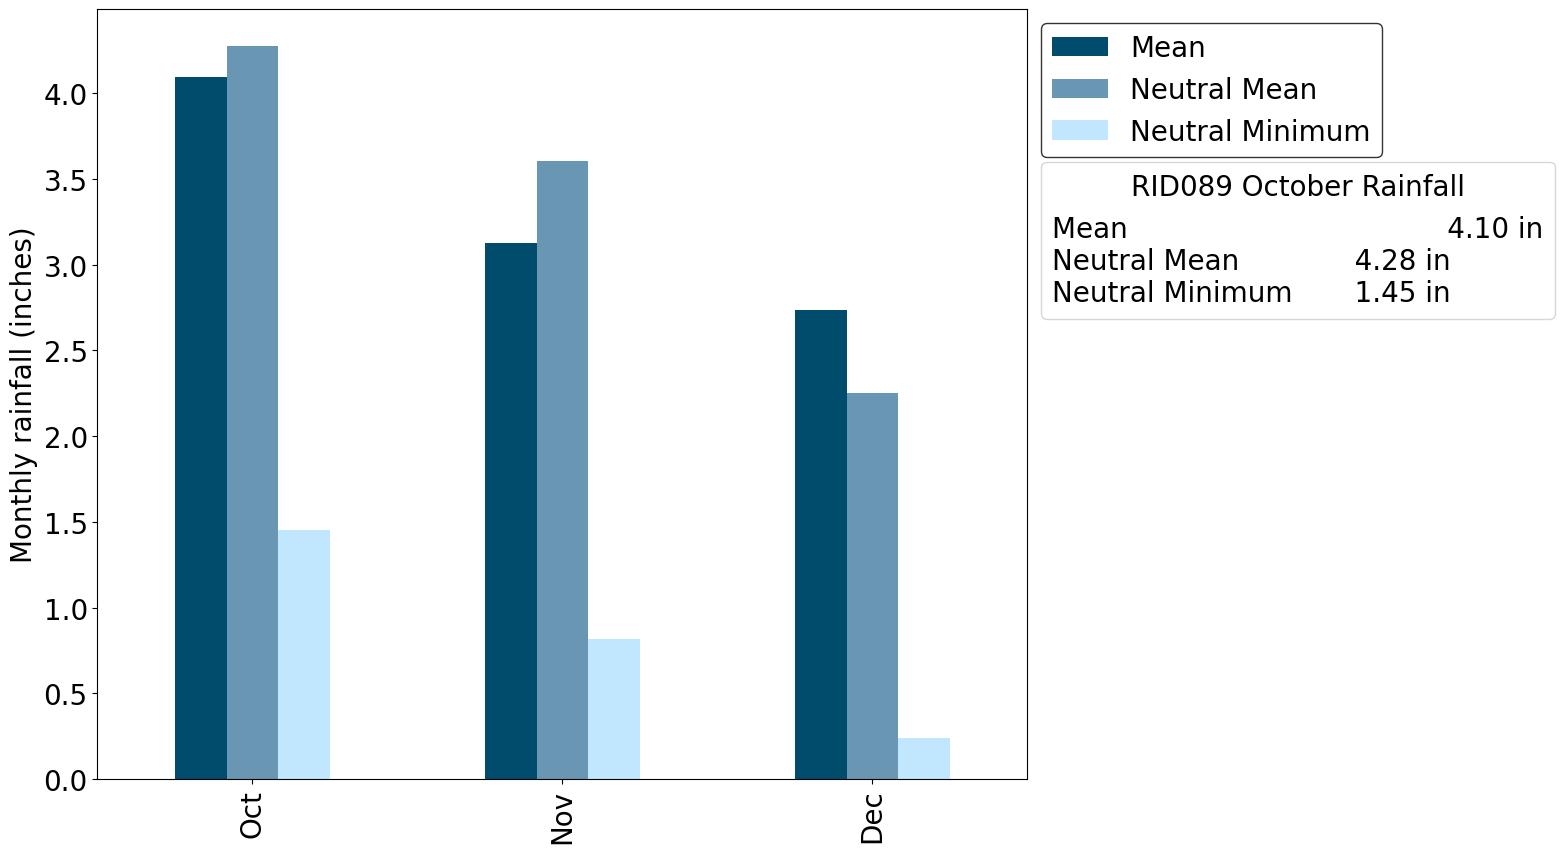 Monthly rainfall (inches)
4.0
3.5
3.0
2.5
2.0
1.5
1.0
0.5
0.0
Oct
Nov
Dec
Mean
Neutral Mean
Neutral Minimum
RID089 October Rainfall
Mean 4.10 in
Neutral Mean 4.28 in
Neutral Minimum 1.45 in